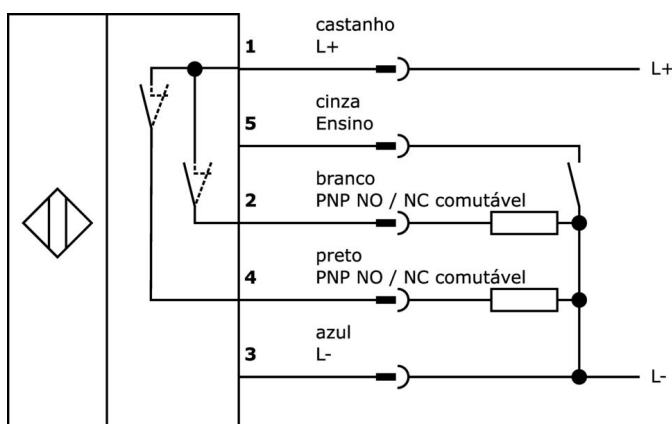 castanho
1 L+ L+
cinza
5 Ensino
branco
2 PNP NO / NC comutável
preto
4 PNP NO / NC comutável
azul
3 L- L-